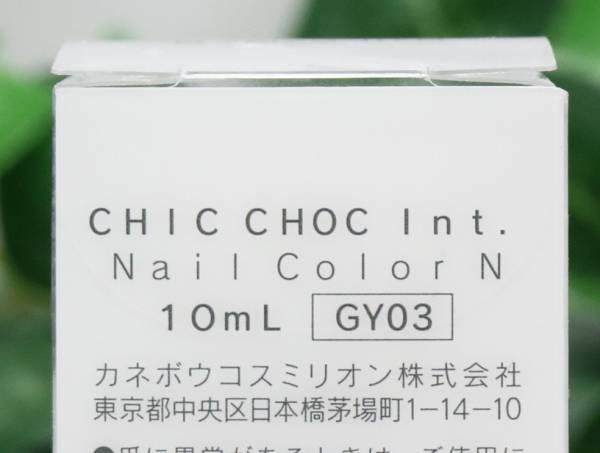 CHIC CHOC Int.
Nail Color N
10mL GY03
カネボウコスミリオン株式会社
東京都中央区日本橋茅場町1-14-10